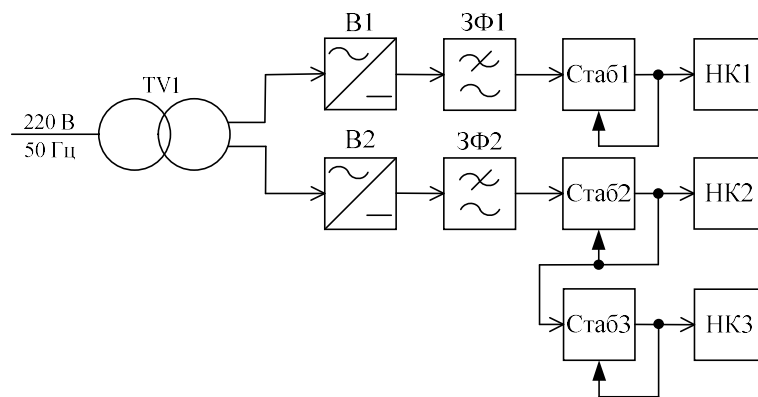 В1
ЗФ1
TV1
Стаб1
НК1
220 В
50 Гц
В2
ЗФ2
Стаб2
НК2
Стаб3
НК3